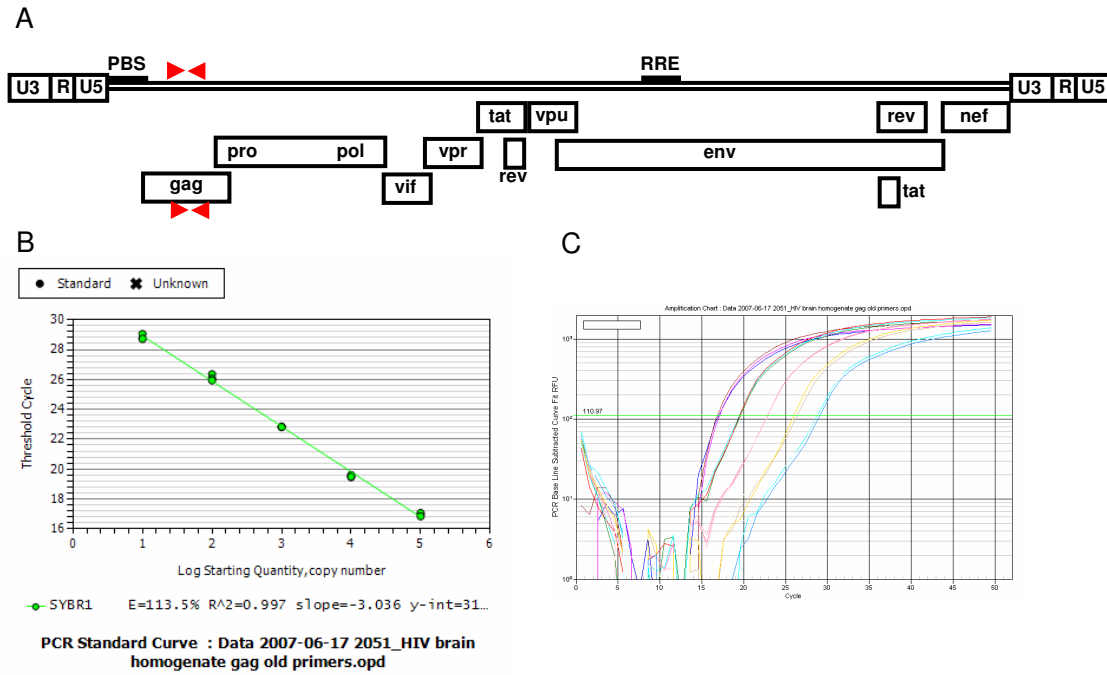 A
PBS
RRE
U3 R U5
U3 R U5
tat
vpu
rev
nef
pro
pol
vpr
rev
env
gag
vif
tat
B
Standard
Unknown
30
28
26
24
22
20
18
16
0
1
2
3
4
5
6
Threshold Cycle
Log Starting Quantity,copy number
SYBR1 E=113.5% R^2=0.997 slope=-3.036 y-int=31...
PCR Standard Curve : Data 2007-06-17 2051_HIV brain
homogenate gag old primers.opd
C
Amplification Chart : Data 2007-06-17 2051_HIV brain homogenate gag old primers.opd
PCR Base Line Subtracted Curve Fit RFU
10³
10²
10¹
10⁰
110.97
0
5
10
15
20
25
30
35
40
45
50
Cycle